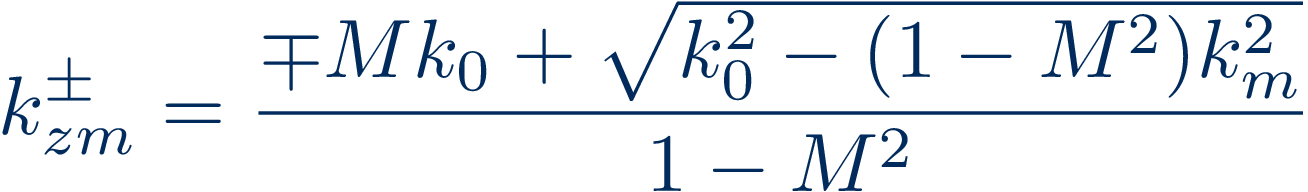 k_{zm}^{\pm} = \frac{\mp M k_0 + \sqrt{k_0^2 - (1 - M^2) k_m^2}}{1 - M^2}